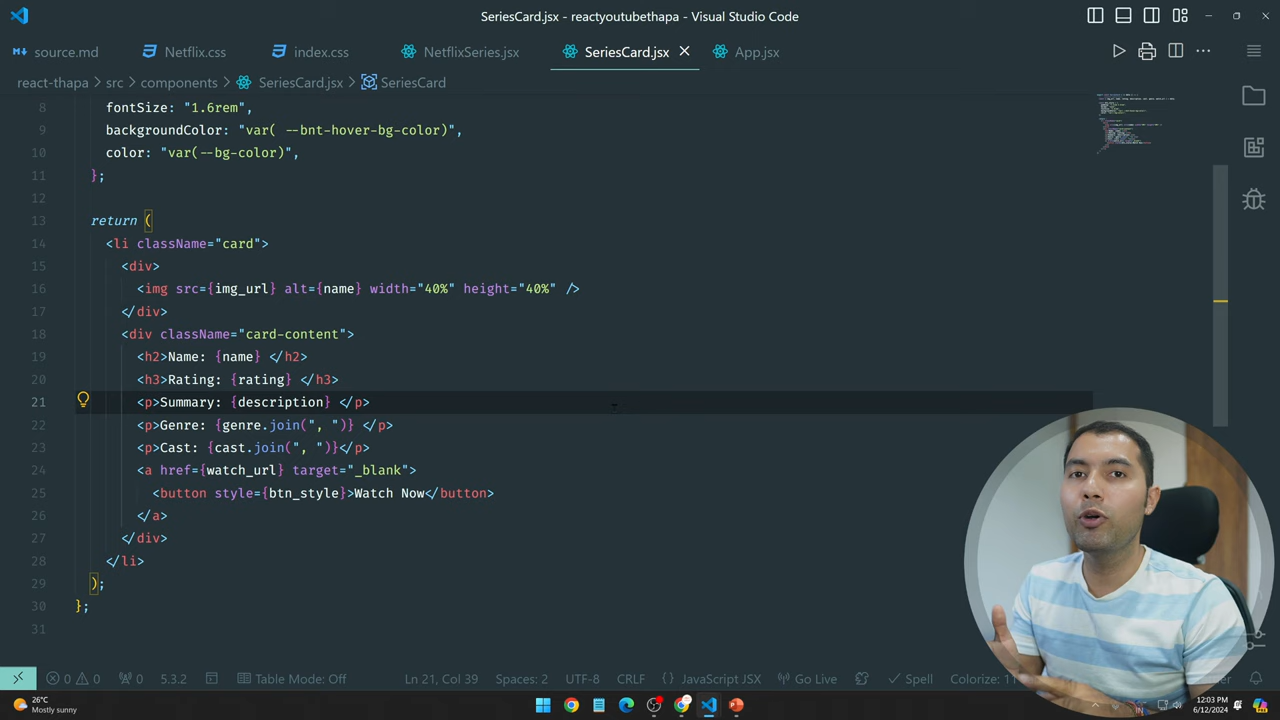 SeriesCard.jsx - reactyoutubethapa - Visual Studio Code
source.md Netflix.css index.css NetflixSeries.jsx SeriesCard.jsx App.jsx
react-thapa > src > components > SeriesCard.jsx > SeriesCard
8 fontSize: "1.6rem",
9 backgroundColor: "var( --bnt-hover-bg-color)",
10 color: "var(--bg-color)",
11 };
12
13 return (
14 <li className="card">
15 <div>
16 <img src={img_url} alt={name} width="40%" height="40%" />
17 </div>
18 <div className="card-content">
19 <h2>Name: {name} </h2>
20 <h3>Rating: {rating} </h3>
21 <p>Summary: {description} </p>
22 <p>Genre: {genre.join(", ")} </p>
23 <p>Cast: {cast.join(", ")}</p>
24 <a href={watch_url} target="_blank">
25 <button style={btn_style}>Watch Now</button>
26 </a>
27 </div>
28 </li>
29 );
30 };
31
0 0 0 5.3.2 Table Mode: Off Ln 21, Col 39 Spaces: 2 UTF-8 CRLF {} JavaScript JSX Go Live Spell Colorize:
26°C
Mostly sunny
12:03 PM
6/12/2024